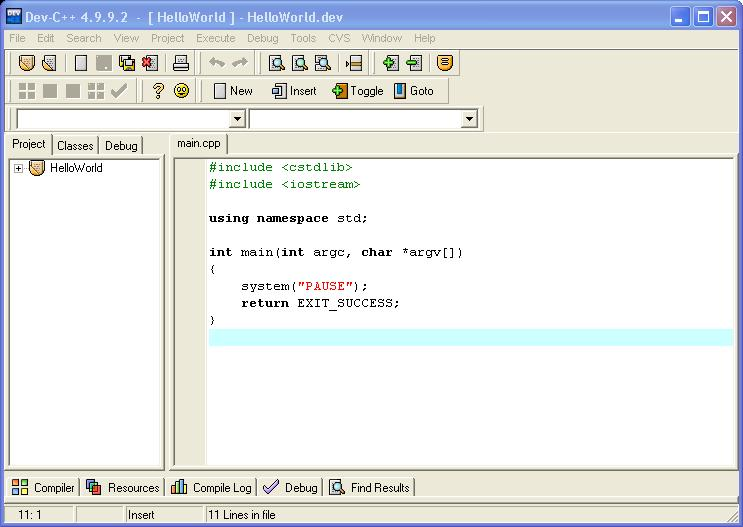 Dev-C++ 4.9.9.2 - [ HelloWorld ] - HelloWorld.dev
File Edit Search View Project Execute Debug Tools CVS Window Help
New Insert Toggle Goto
Project Classes Debug main.cpp
HelloWorld
#include <cstdlib>
#include <iostream>
using namespace std;
int main(int argc, char *argv[])
{
system("PAUSE");
return EXIT_SUCCESS;
}
Compiler Resources Compile Log Debug Find Results
11: 1 Insert 11 Lines in file